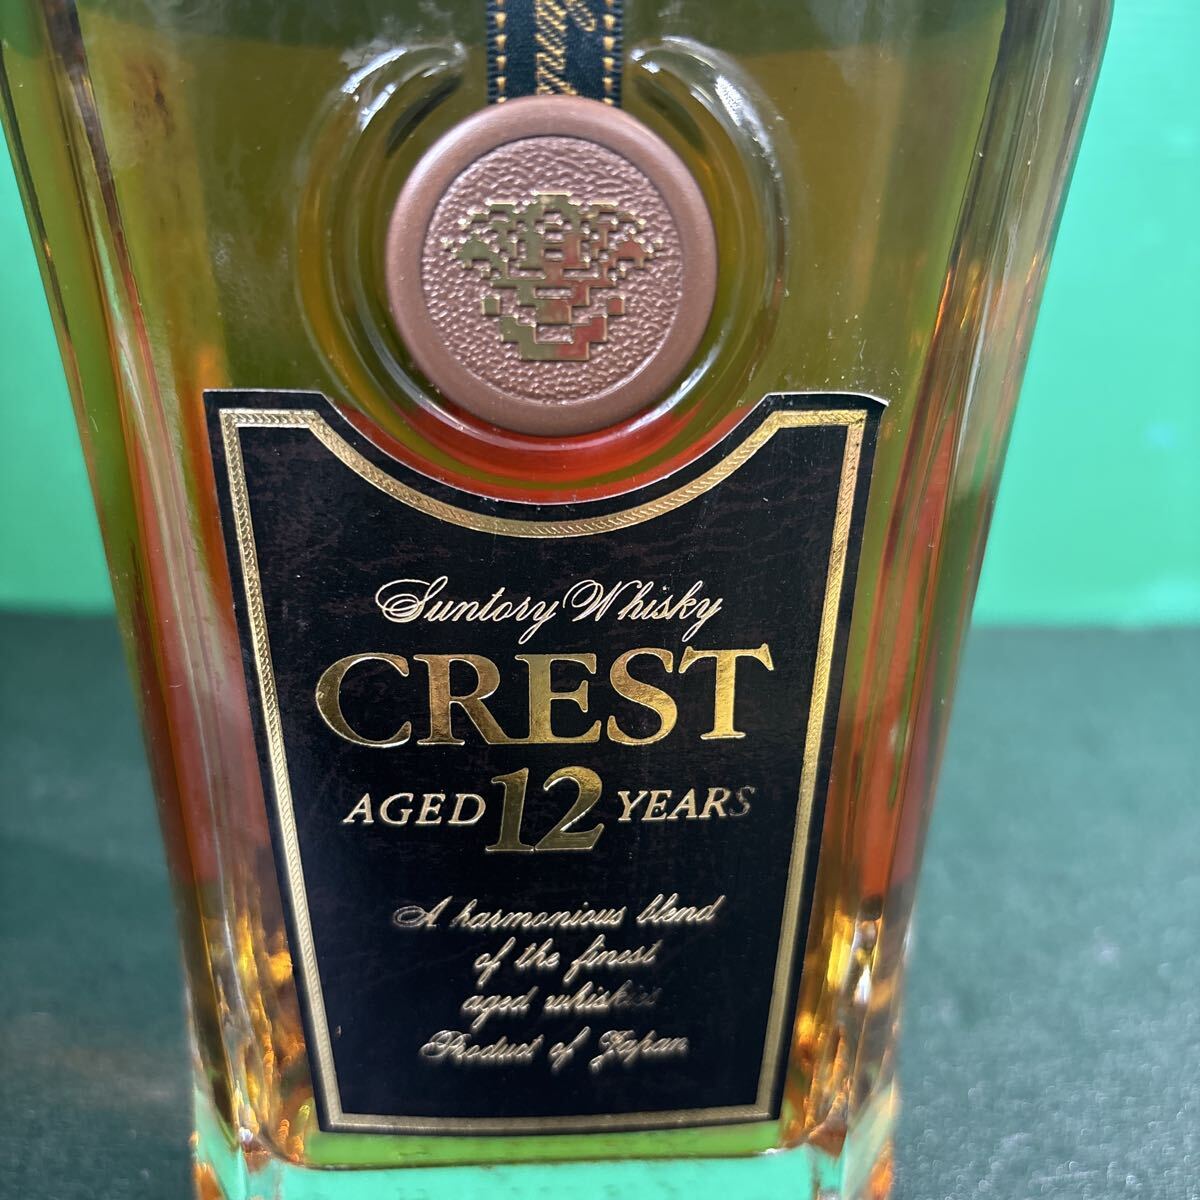 Suntory Whisky
CREST
AGED 12 YEARS
A harmonious blend
of the finest
aged whiskies
Product of Japan